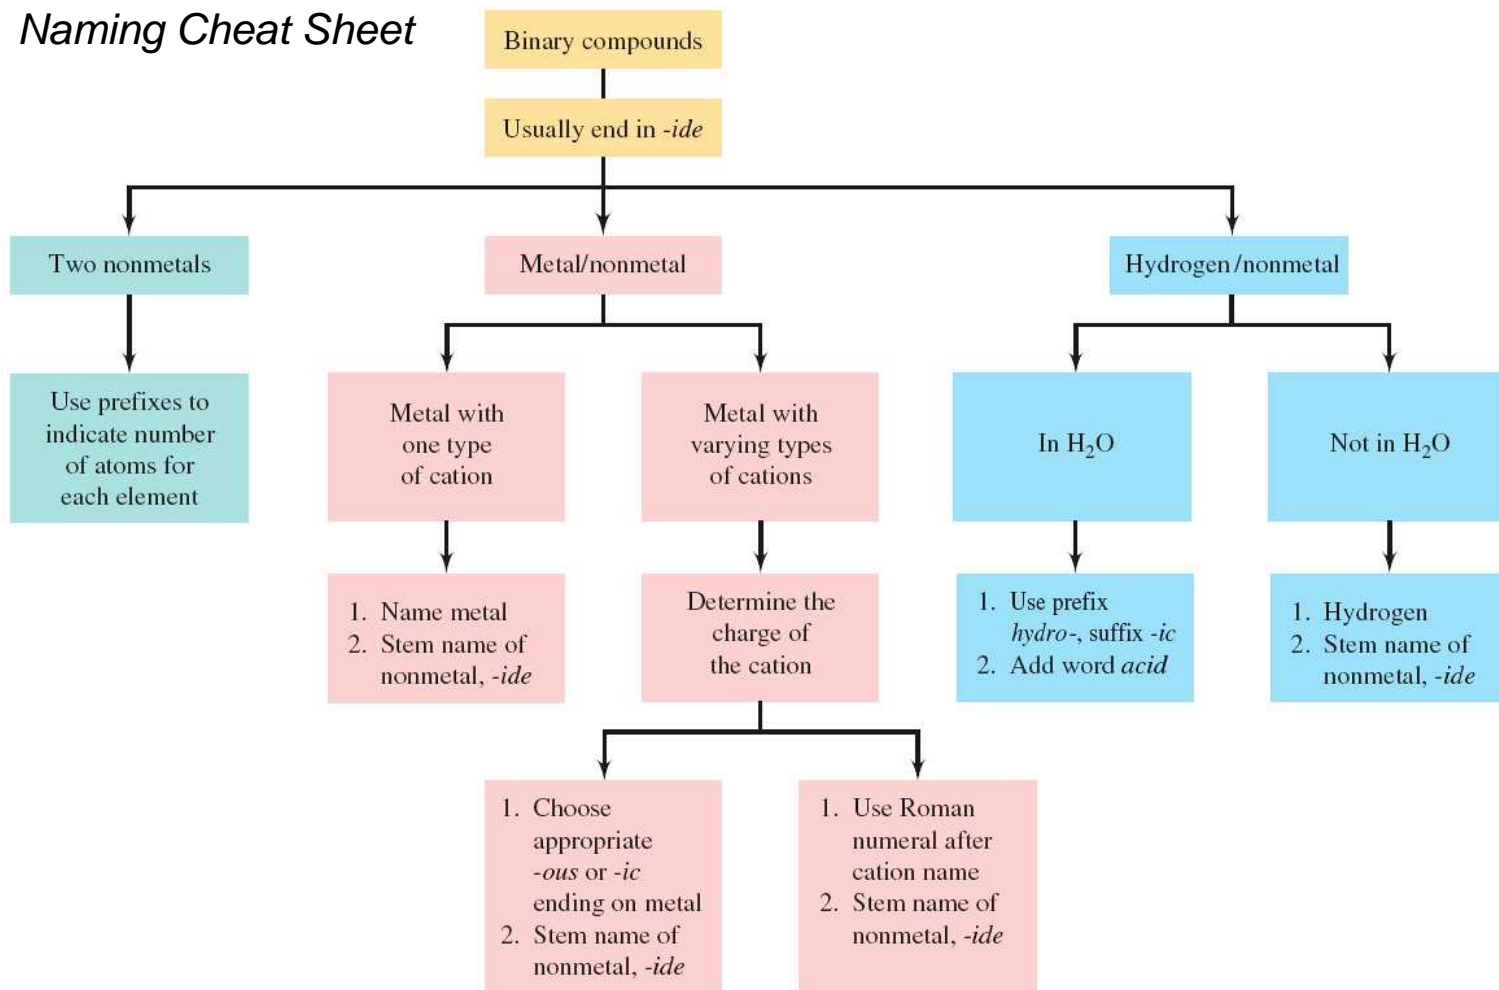 Naming Cheat Sheet
Binary compounds
Usually end in -ide
Two nonmetals
Metal/nonmetal
Hydrogen/nonmetal
Use prefixes to
indicate number
of atoms for
each element
Metal with
one type
of cation
Metal with
varying types
of cations
In H₂O
Not in H₂O
1. Name metal
2. Stem name of
nonmetal, -ide
Determine the
charge of
the cation
1. Use prefix
hydro-, suffix -ic
2. Add word acid
1. Hydrogen
2. Stem name of
nonmetal, -ide
1. Choose
appropriate
-ous or -ic
ending on metal
2. Stem name of
nonmetal, -ide
1. Use Roman
numeral after
cation name
2. Stem name of
nonmetal, -ide